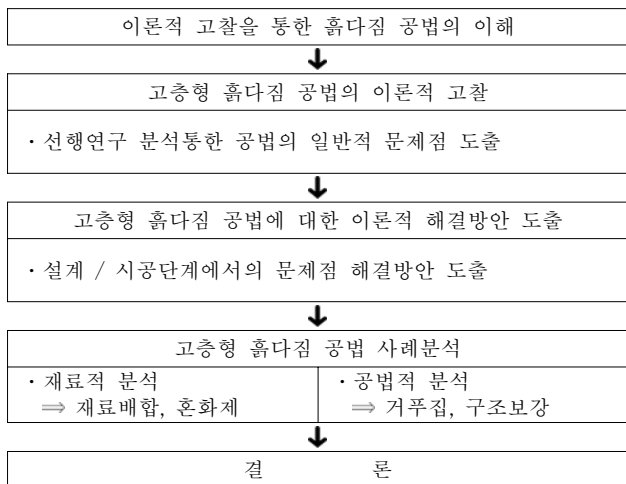 이론적 고찰을 통한 흙다짐 공법의 이해
고층형 흙다짐 공법의 이론적 고찰
· 선행연구 분석통한 공법의 일반적 문제점 도출
고층형 흙다짐 공법에 대한 이론적 해결방안 도출
· 설계 / 시공단계에서의 문제점 해결방안 도출
고층형 흙다짐 공법 사례분석
· 재료적 분석
⇒ 재료배합, 혼화제
· 공법적 분석
⇒ 거푸집, 구조보강
결 론